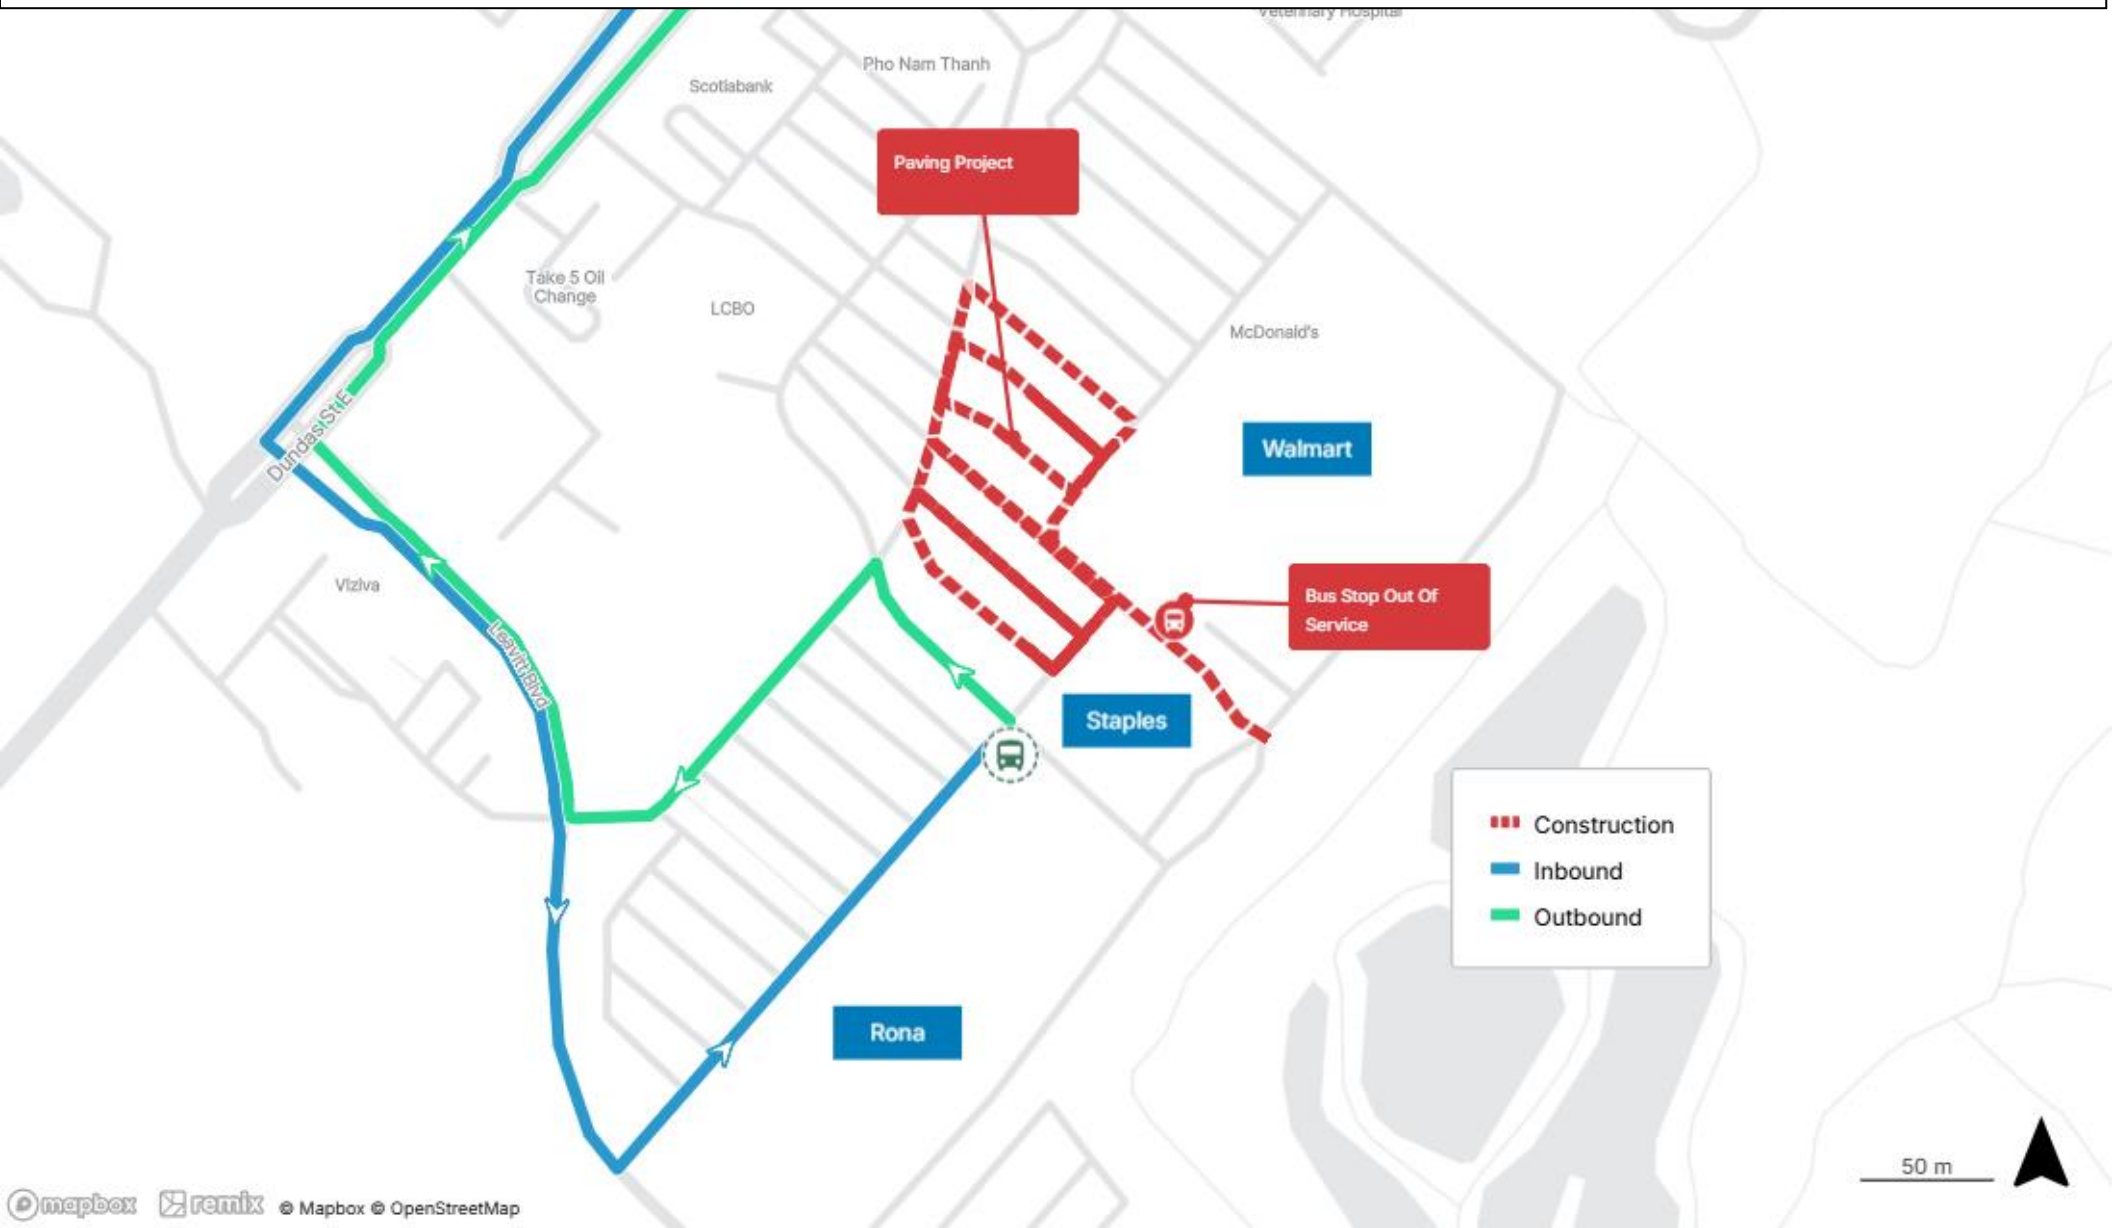 Veterinary Hospital
Pho Nam Thanh
Scotiabank
Paving Project
Take 5 Oil
Change
LCBO
McDonald's
Dundas St E
Walmart
Viziva
Bus Stop Out Of
Service
Leavitt Blvd
Staples
Construction
Inbound
Outbound
Rona
50 m
mapbox
remix
© Mapbox © OpenStreetMap